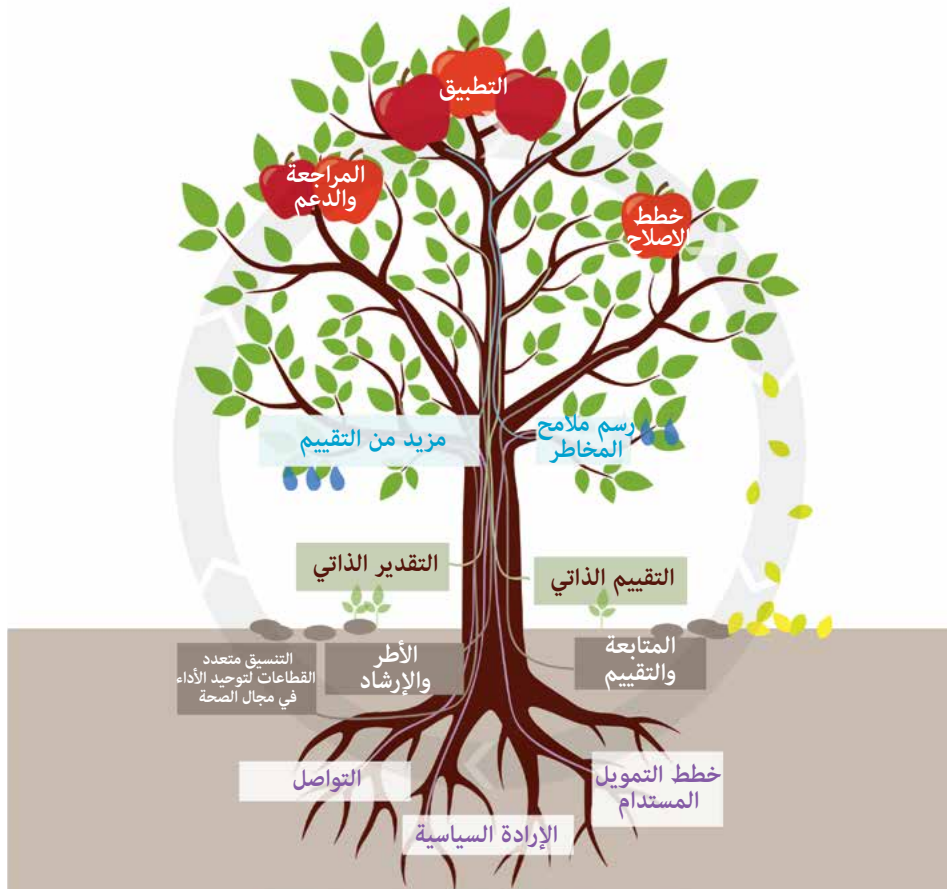 التطبيق
المراجعة
والدعم
خطط
الاصلاح
رسم ملامح
المخاطر
مزيد من التقييم
التقييم الذاتي
التقدير الذاتي
المتابعة
والتقييم
الأطر
والإرشاد
التنسيق متعدد
القطاعات لتوحيد الأداء
في مجال الصحة
خطط التمويل
المستدام
التواصل
الإرادة السياسية